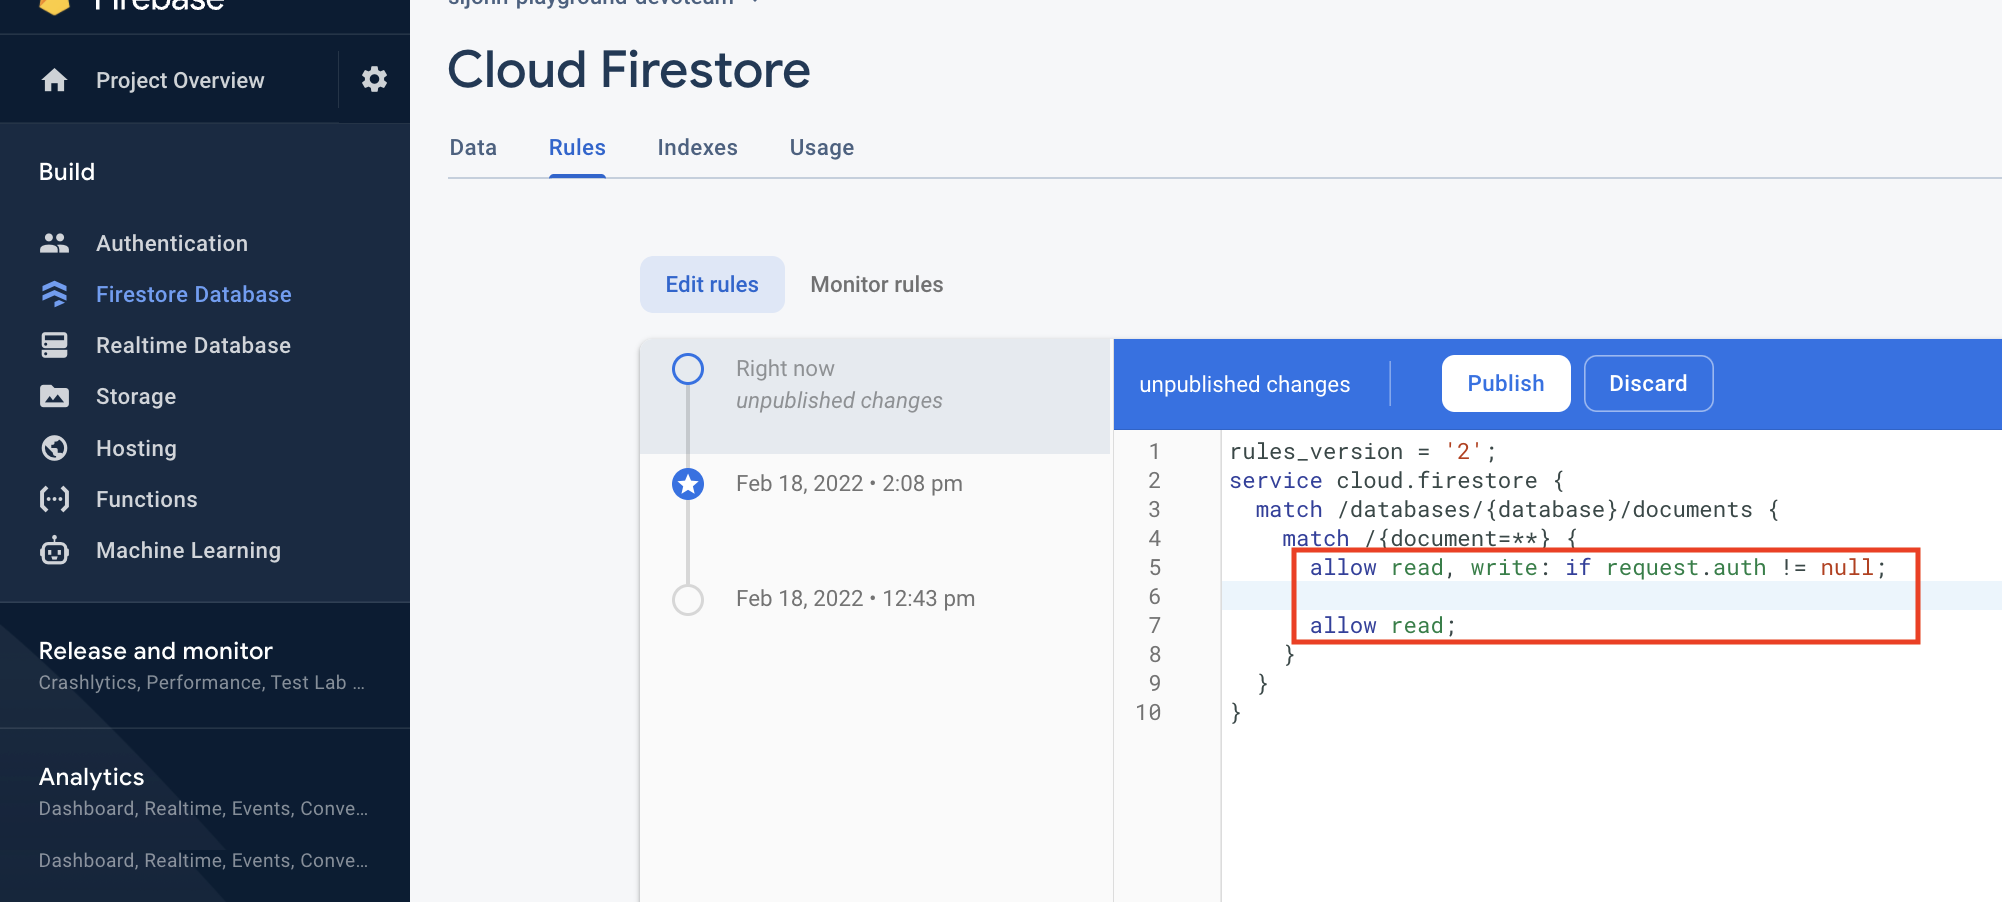 Firebase
Project Overview
Build
Authentication
Firestore Database
Realtime Database
Storage
Hosting
Functions
Machine Learning
Release and monitor
Crashlytics, Performance, Test Lab ...
Analytics
Dashboard, Realtime, Events, Conve...
Dashboard, Realtime, Events, Conve...
sijohn-playground-devoteam
Cloud Firestore
Data Rules Indexes Usage
Edit rules Monitor rules
Right now
unpublished changes
Feb 18, 2022 • 2:08 pm
Feb 18, 2022 • 12:43 pm
unpublished changes Publish Discard
1 rules_version = '2';
2 service cloud.firestore {
3   match /databases/{database}/documents {
4     match /{document=**} {
5       allow read, write: if request.auth != null;
6
7       allow read;
8     }
9   }
10 }